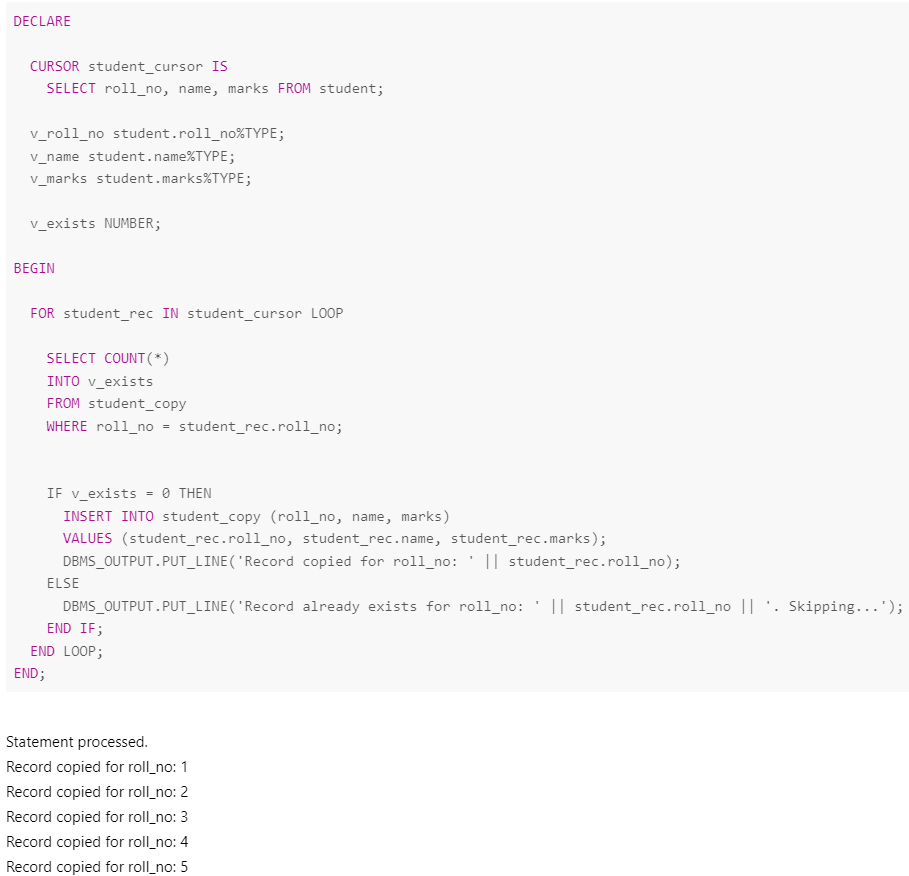 DECLARE
CURSOR student_cursor IS
SELECT roll_no, name, marks FROM student;
v_roll_no student.roll_no%TYPE;
v_name student.name%TYPE;
v_marks student.marks%TYPE;
v_exists NUMBER;
BEGIN
FOR student_rec IN student_cursor LOOP
SELECT COUNT(*)
INTO v_exists
FROM student_copy
WHERE roll_no = student_rec.roll_no;
IF v_exists = 0 THEN
INSERT INTO student_copy (roll_no, name, marks)
VALUES (student_rec.roll_no, student_rec.name, student_rec.marks);
DBMS_OUTPUT.PUT_LINE('Record copied for roll_no: ' || student_rec.roll_no);
ELSE
DBMS_OUTPUT.PUT_LINE('Record already exists for roll_no: ' || student_rec.roll_no || '. Skipping...');
END IF;
END LOOP;
END;
Statement processed.
Record copied for roll_no: 1
Record copied for roll_no: 2
Record copied for roll_no: 3
Record copied for roll_no: 4
Record copied for roll_no: 5